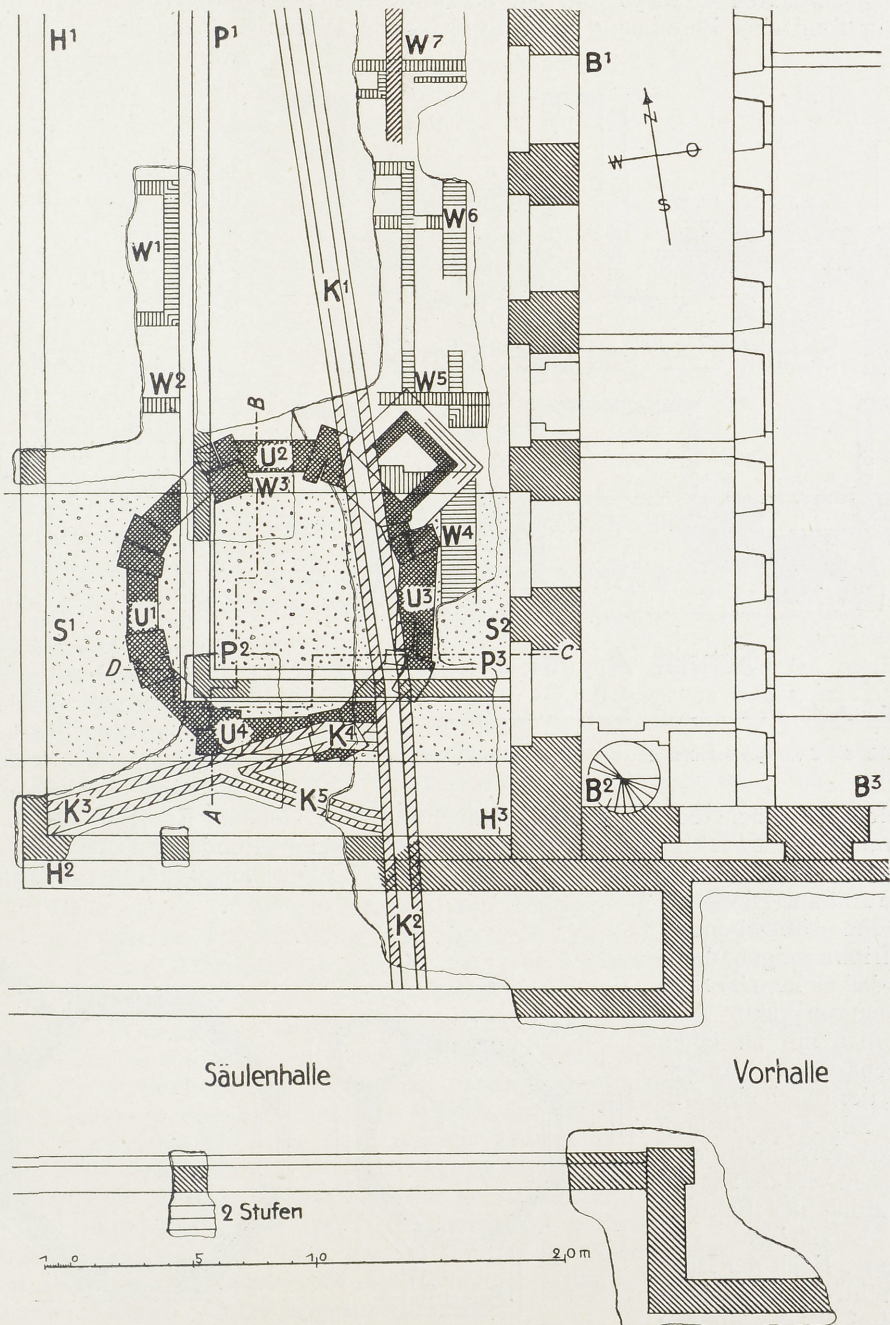 H¹ P¹ W7 B¹
N
W O
S
W¹ W6
K¹
W² W5
B
U²
W³
W4
U¹ U³
S¹ S²
P² P³
D C
U4 K4
K³ K5 B² B³
A H³
H²
K²
Säulenhalle Vorhalle
2 Stufen
1 0 5 10 20 m